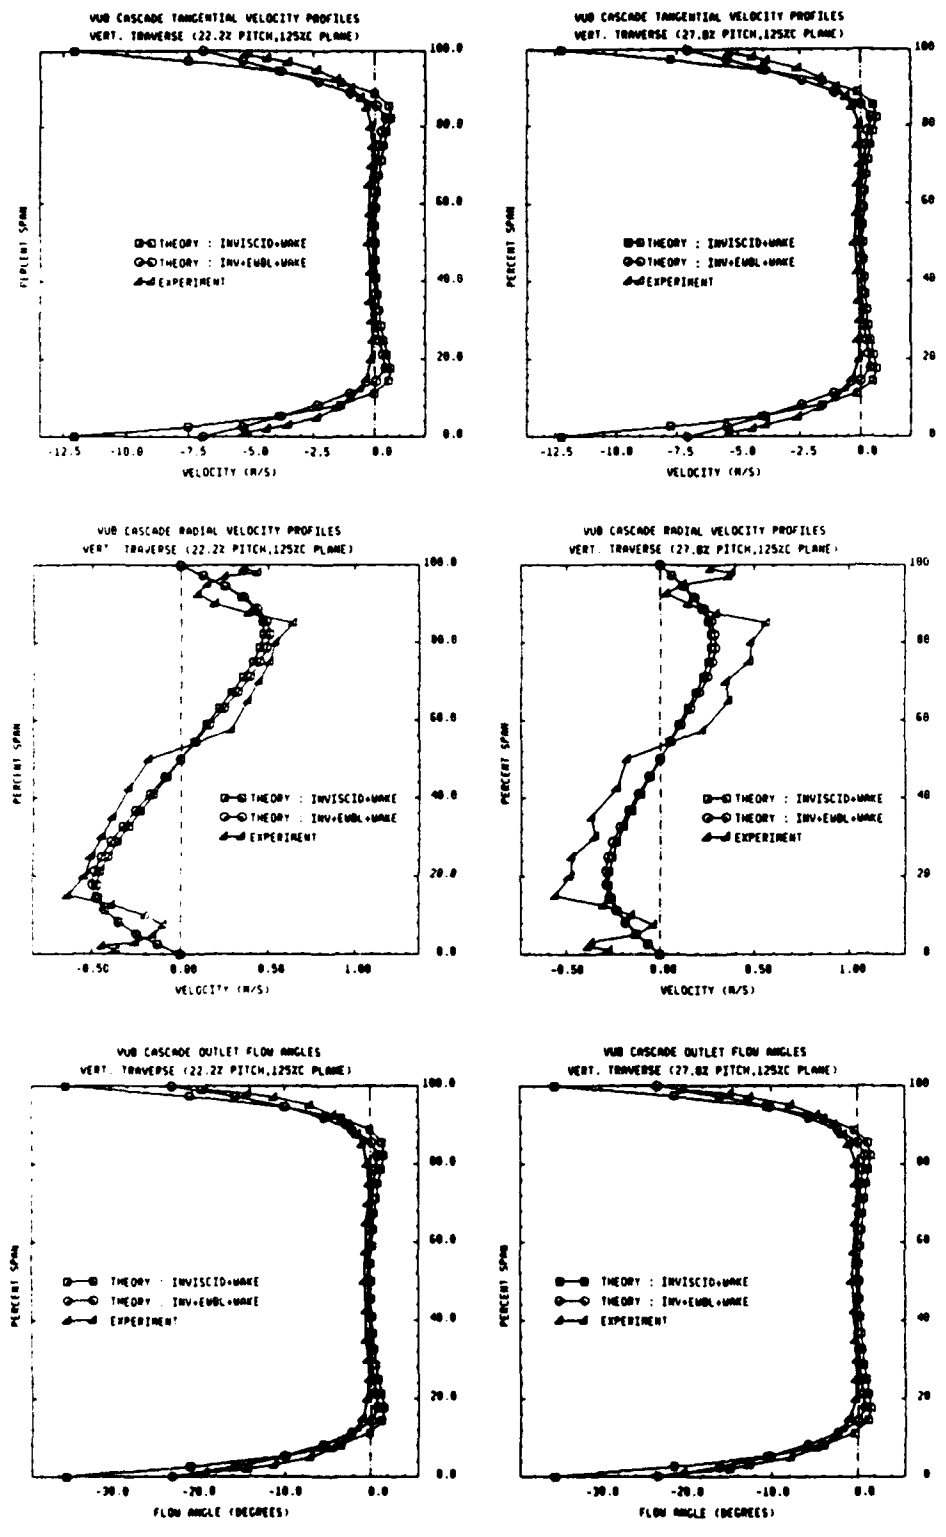 VUB CASCADE TANGENTIAL VELOCITY PROFILES
VERT. TRAVERSE (22.2% PITCH,125%C PLANE)
100.0
80.0
60.0
40.0
20.0
0.0
PERCENT SPAN
THEORY : INVISCID+WAKE
THEORY : INV+EWBL+WAKE
EXPERIMENT
-12.5 -10.0 -7.5 -5.0 -2.5 0.0
VELOCITY (M/S)
VUB CASCADE TANGENTIAL VELOCITY PROFILES
VERT. TRAVERSE (27.8% PITCH,125%C PLANE)
100
80
60
40
20
0
PERCENT SPAN
THEORY : INVISCID+WAKE
THEORY : INV+EWBL+WAKE
EXPERIMENT
-12.5 -10.0 -7.5 -5.0 -2.5 0.0
VELOCITY (M/S)
VUB CASCADE RADIAL VELOCITY PROFILES
VERT. TRAVERSE (22.2% PITCH,125%C PLANE)
100.0
80.0
60.0
40.0
20.0
0.0
PERCENT SPAN
THEORY : INVISCID+WAKE
THEORY : INV+EWBL+WAKE
EXPERIMENT
-0.50 0.00 0.50 1.00
VELOCITY (M/S)
VUB CASCADE RADIAL VELOCITY PROFILES
VERT. TRAVERSE (27.8% PITCH,125%C PLANE)
100
80
60
40
20
0
PERCENT SPAN
THEORY : INVISCID+WAKE
THEORY : INV+EWBL+WAKE
EXPERIMENT
-0.50 0.00 0.50 1.00
VELOCITY (M/S)
VUB CASCADE OUTLET FLOW ANGLES
VERT. TRAVERSE (22.2% PITCH,125%C PLANE)
100.0
80.0
60.0
40.0
20.0
0.0
PERCENT SPAN
THEORY : INVISCID+WAKE
THEORY : INV+EWBL+WAKE
EXPERIMENT
-30.0 -20.0 -10.0 0.0
FLOW ANGLE (DEGREES)
VUB CASCADE OUTLET FLOW ANGLES
VERT. TRAVERSE (27.8% PITCH,125%C PLANE)
100
80
60
40
20
0
PERCENT SPAN
THEORY : INVISCID+WAKE
THEORY : INV+EWBL+WAKE
EXPERIMENT
-30.0 -20.0 -10.0 0.0
FLOW ANGLE (DEGREES)